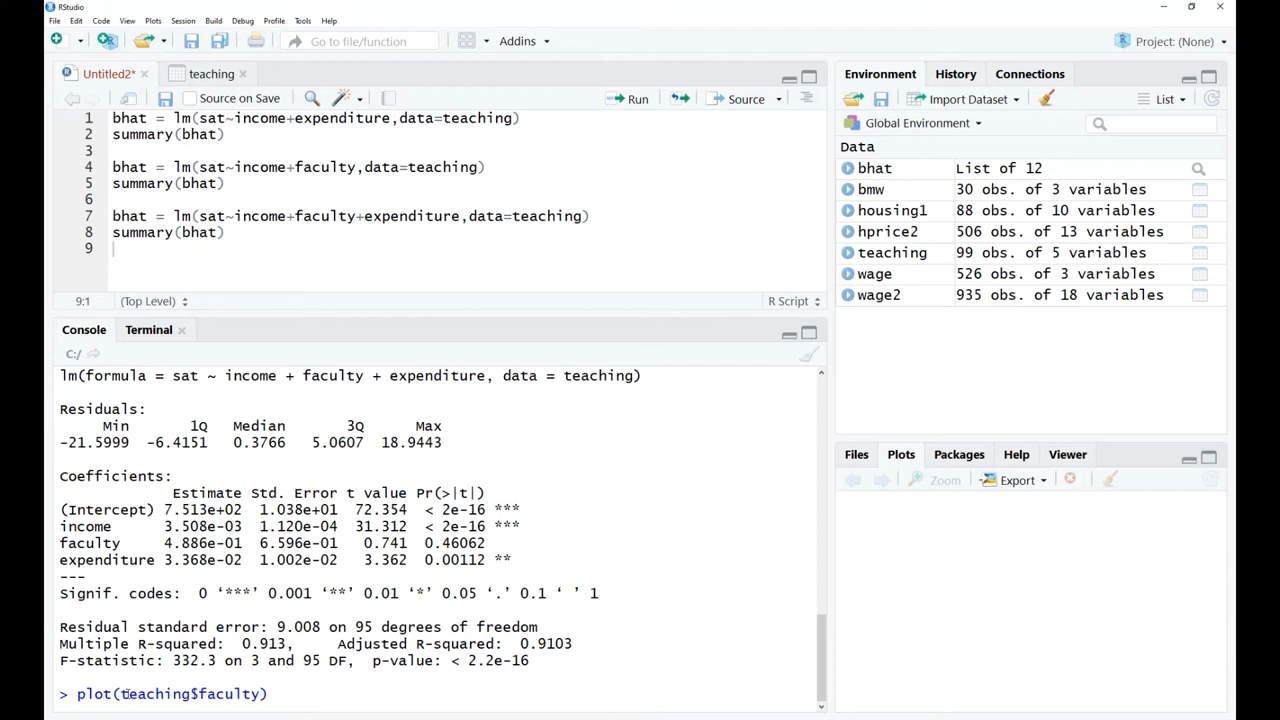 RStudio
File Edit Code View Plots Session Build Debug Profile Tools Help
Go to file/function Addins Project: (None)
Untitled2* teaching
Source on Save Run Source
1 bhat = lm(sat~income+expenditure,data=teaching)
2 summary(bhat)
3
4 bhat = lm(sat~income+faculty,data=teaching)
5 summary(bhat)
6
7 bhat = lm(sat~income+faculty+expenditure,data=teaching)
8 summary(bhat)
9
9:1 (Top Level) R Script
Console Terminal
C:/
lm(formula = sat ~ income + faculty + expenditure, data = teaching)
Residuals:
Min 1Q Median 3Q Max
-21.5999 -6.4151 0.3766 5.0607 18.9443
Coefficients:
Estimate Std. Error t value Pr(>|t|)
(Intercept) 7.513e+02 1.038e+01 72.354 < 2e-16 ***
income 3.508e-03 1.120e-04 31.312 < 2e-16 ***
faculty 4.886e-01 6.596e-01 0.741 0.46062
expenditure 3.368e-02 1.002e-02 3.362 0.00112 **
---
Signif. codes: 0 ‘***’ 0.001 ‘**’ 0.01 ‘*’ 0.05 ‘.’ 0.1 ‘ ’ 1
Residual standard error: 9.008 on 95 degrees of freedom
Multiple R-squared: 0.913, Adjusted R-squared: 0.9103
F-statistic: 332.3 on 3 and 95 DF, p-value: < 2.2e-16
> plot(teaching$faculty)
Environment History Connections
Import Dataset List
Global Environment
Data
bhat List of 12
bmw 30 obs. of 3 variables
housing1 88 obs. of 10 variables
hprice2 506 obs. of 13 variables
teaching 99 obs. of 5 variables
wage 526 obs. of 3 variables
wage2 935 obs. of 18 variables
Files Plots Packages Help Viewer
Zoom Export